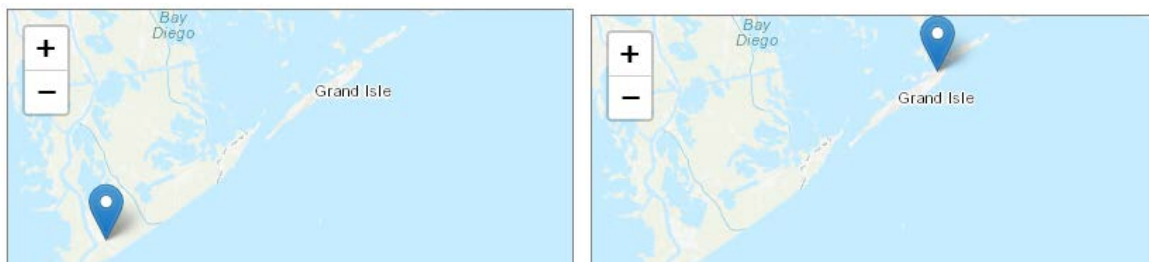 Bay
Diego
+
−
Grand Isle
Bay
Diego
+
−
Grand Isle